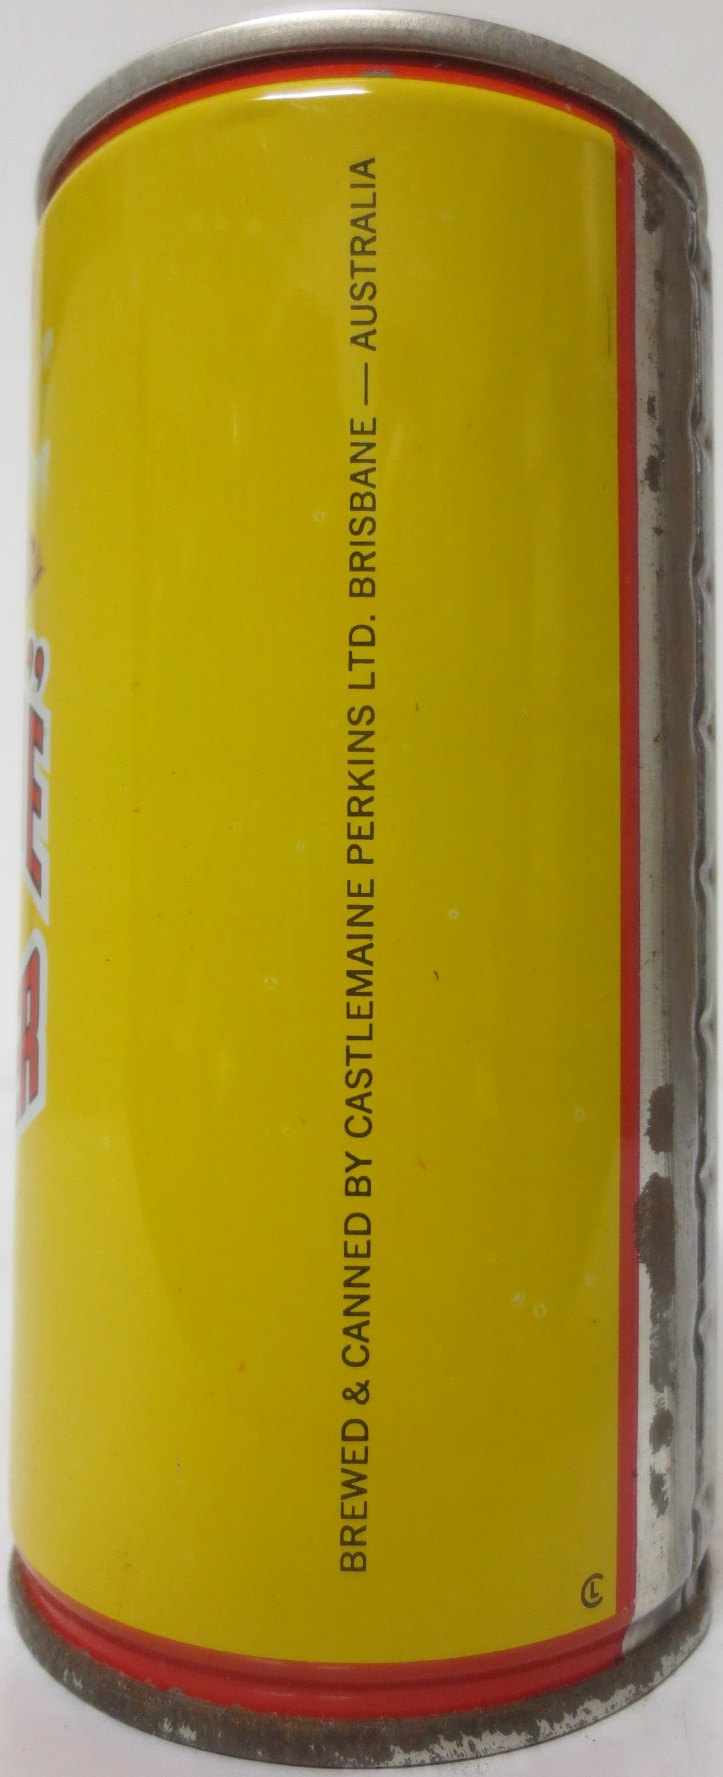 BREWED & CANNED BY CASTLEMAINE PERKINS LTD. BRISBANE — AUSTRALIA